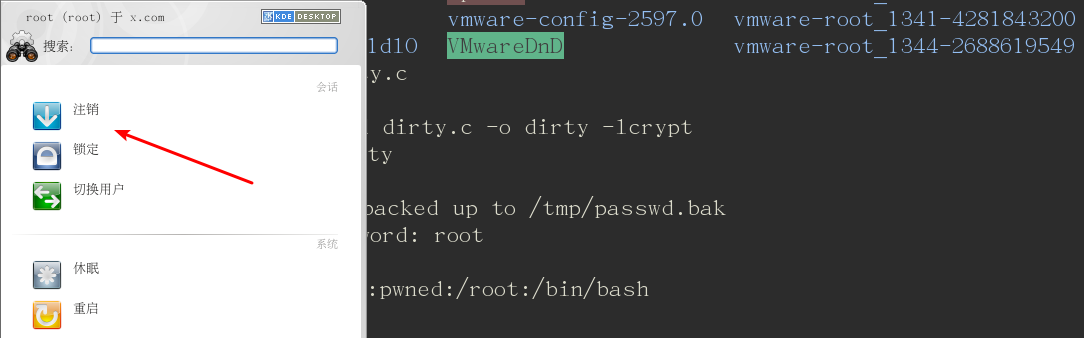 root (root) 于 x.com
KDE DESKTOP
搜索:
会话
注销
锁定
切换用户
系统
休眠
重启
vmware-config-2597.0 vmware-root_1341-4281843200
ld10 VMwareDnD vmware-root_1344-2688619549
y.c
dirty.c -o dirty -lcrypt
ty
backed up to /tmp/passwd.bak
word: root
:pwned:/root:/bin/bash